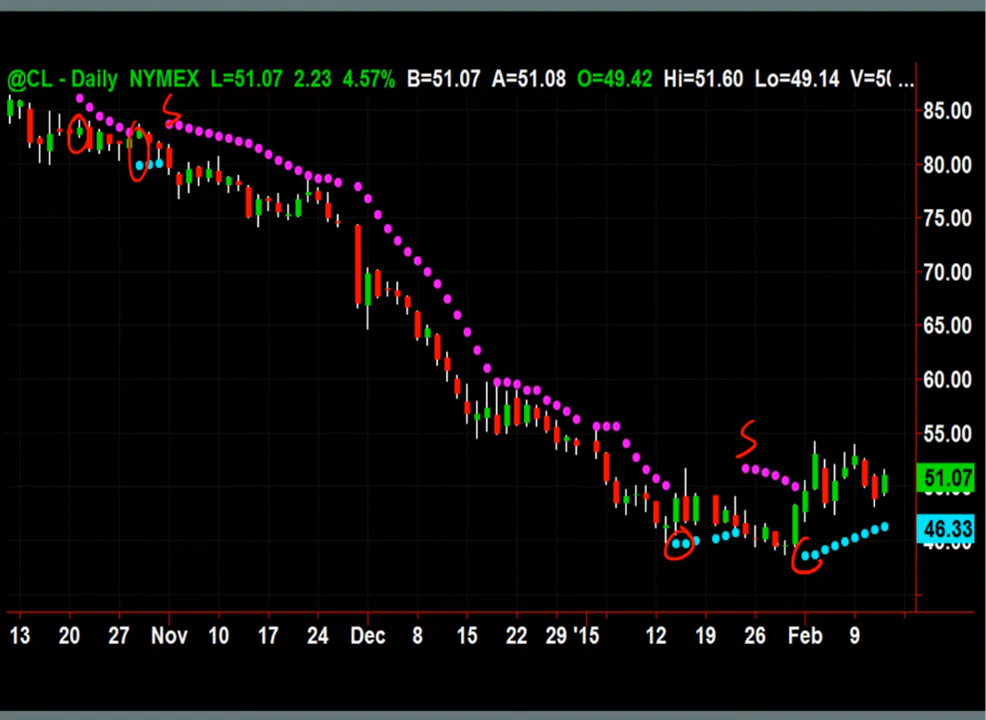 @CL - Daily NYMEX L=51.07 2.23 4.57% B=51.07 A=51.08 O=49.42 Hi=51.60 Lo=49.14 V=50 ...
S
85.00
80.00
75.00
70.00
65.00
60.00
55.00
S
51.07
46.33
13 20 27 Nov 10 17 24 Dec 8 15 22 29 '15 12 19 26 Feb 9